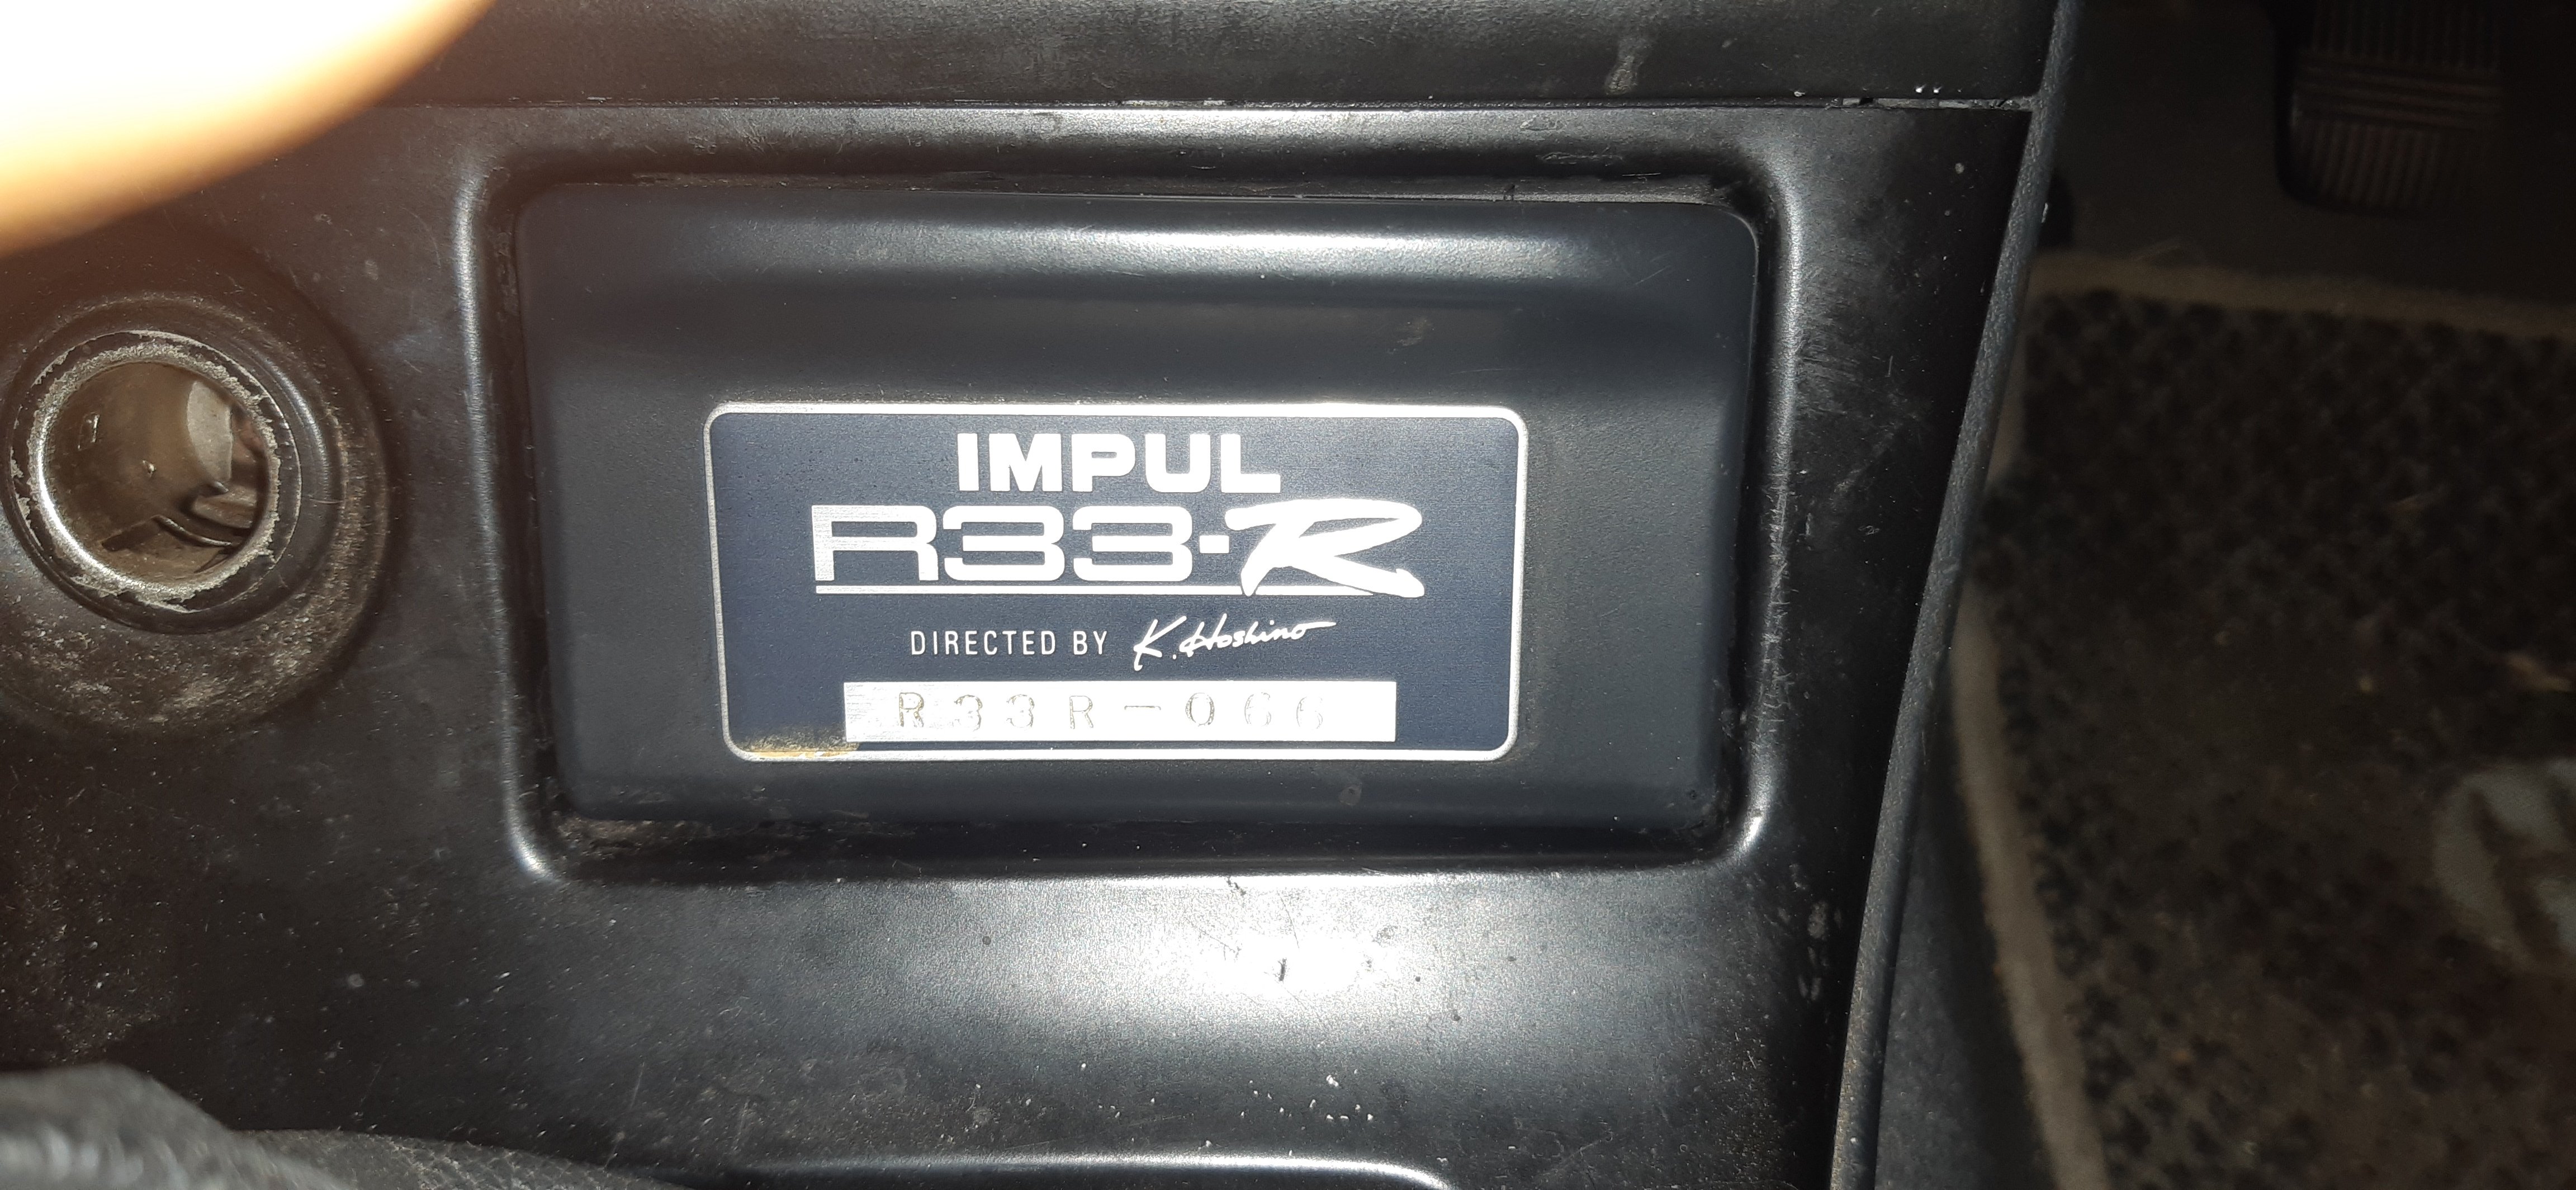 IMPUL
R33-R
DIRECTED BY K.Hoshino
R33R-066